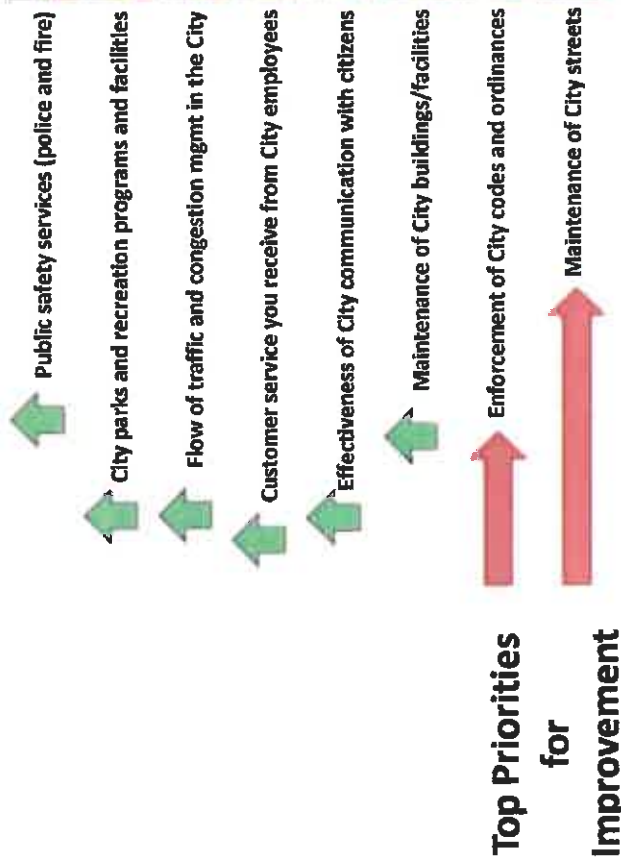 Public safety services (police and fire)
City parks and recreation programs and facilities
Flow of traffic and congestion mgmt in the City
Customer service you receive from City employees
Effectiveness of City communication with citizens
Maintenance of City buildings/facilities
Enforcement of City codes and ordinances
Maintenance of City streets
Top Priorities
for
Improvement